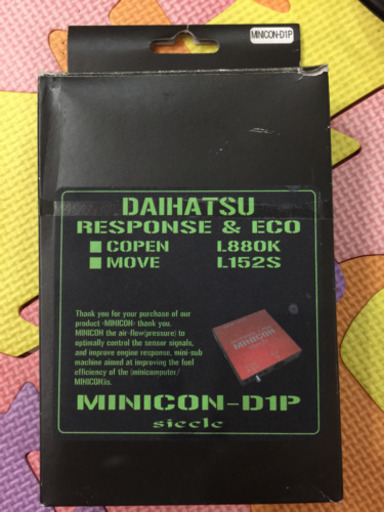 MINICON-D1P
DAIHATSU
RESPONSE & ECO
■ COPEN L880K
■ MOVE L152S
Thank you for your purchase of our
product <MINICON> thank you.
MINICON the air-flow(pressure) to
optimally control the sensor signals,
and improve engine response, mini-sub
machine aimed at improving the fuel
efficiency of the (minicomputer/
MINICON)is.
MINICON
MINICON-D1P
siecle